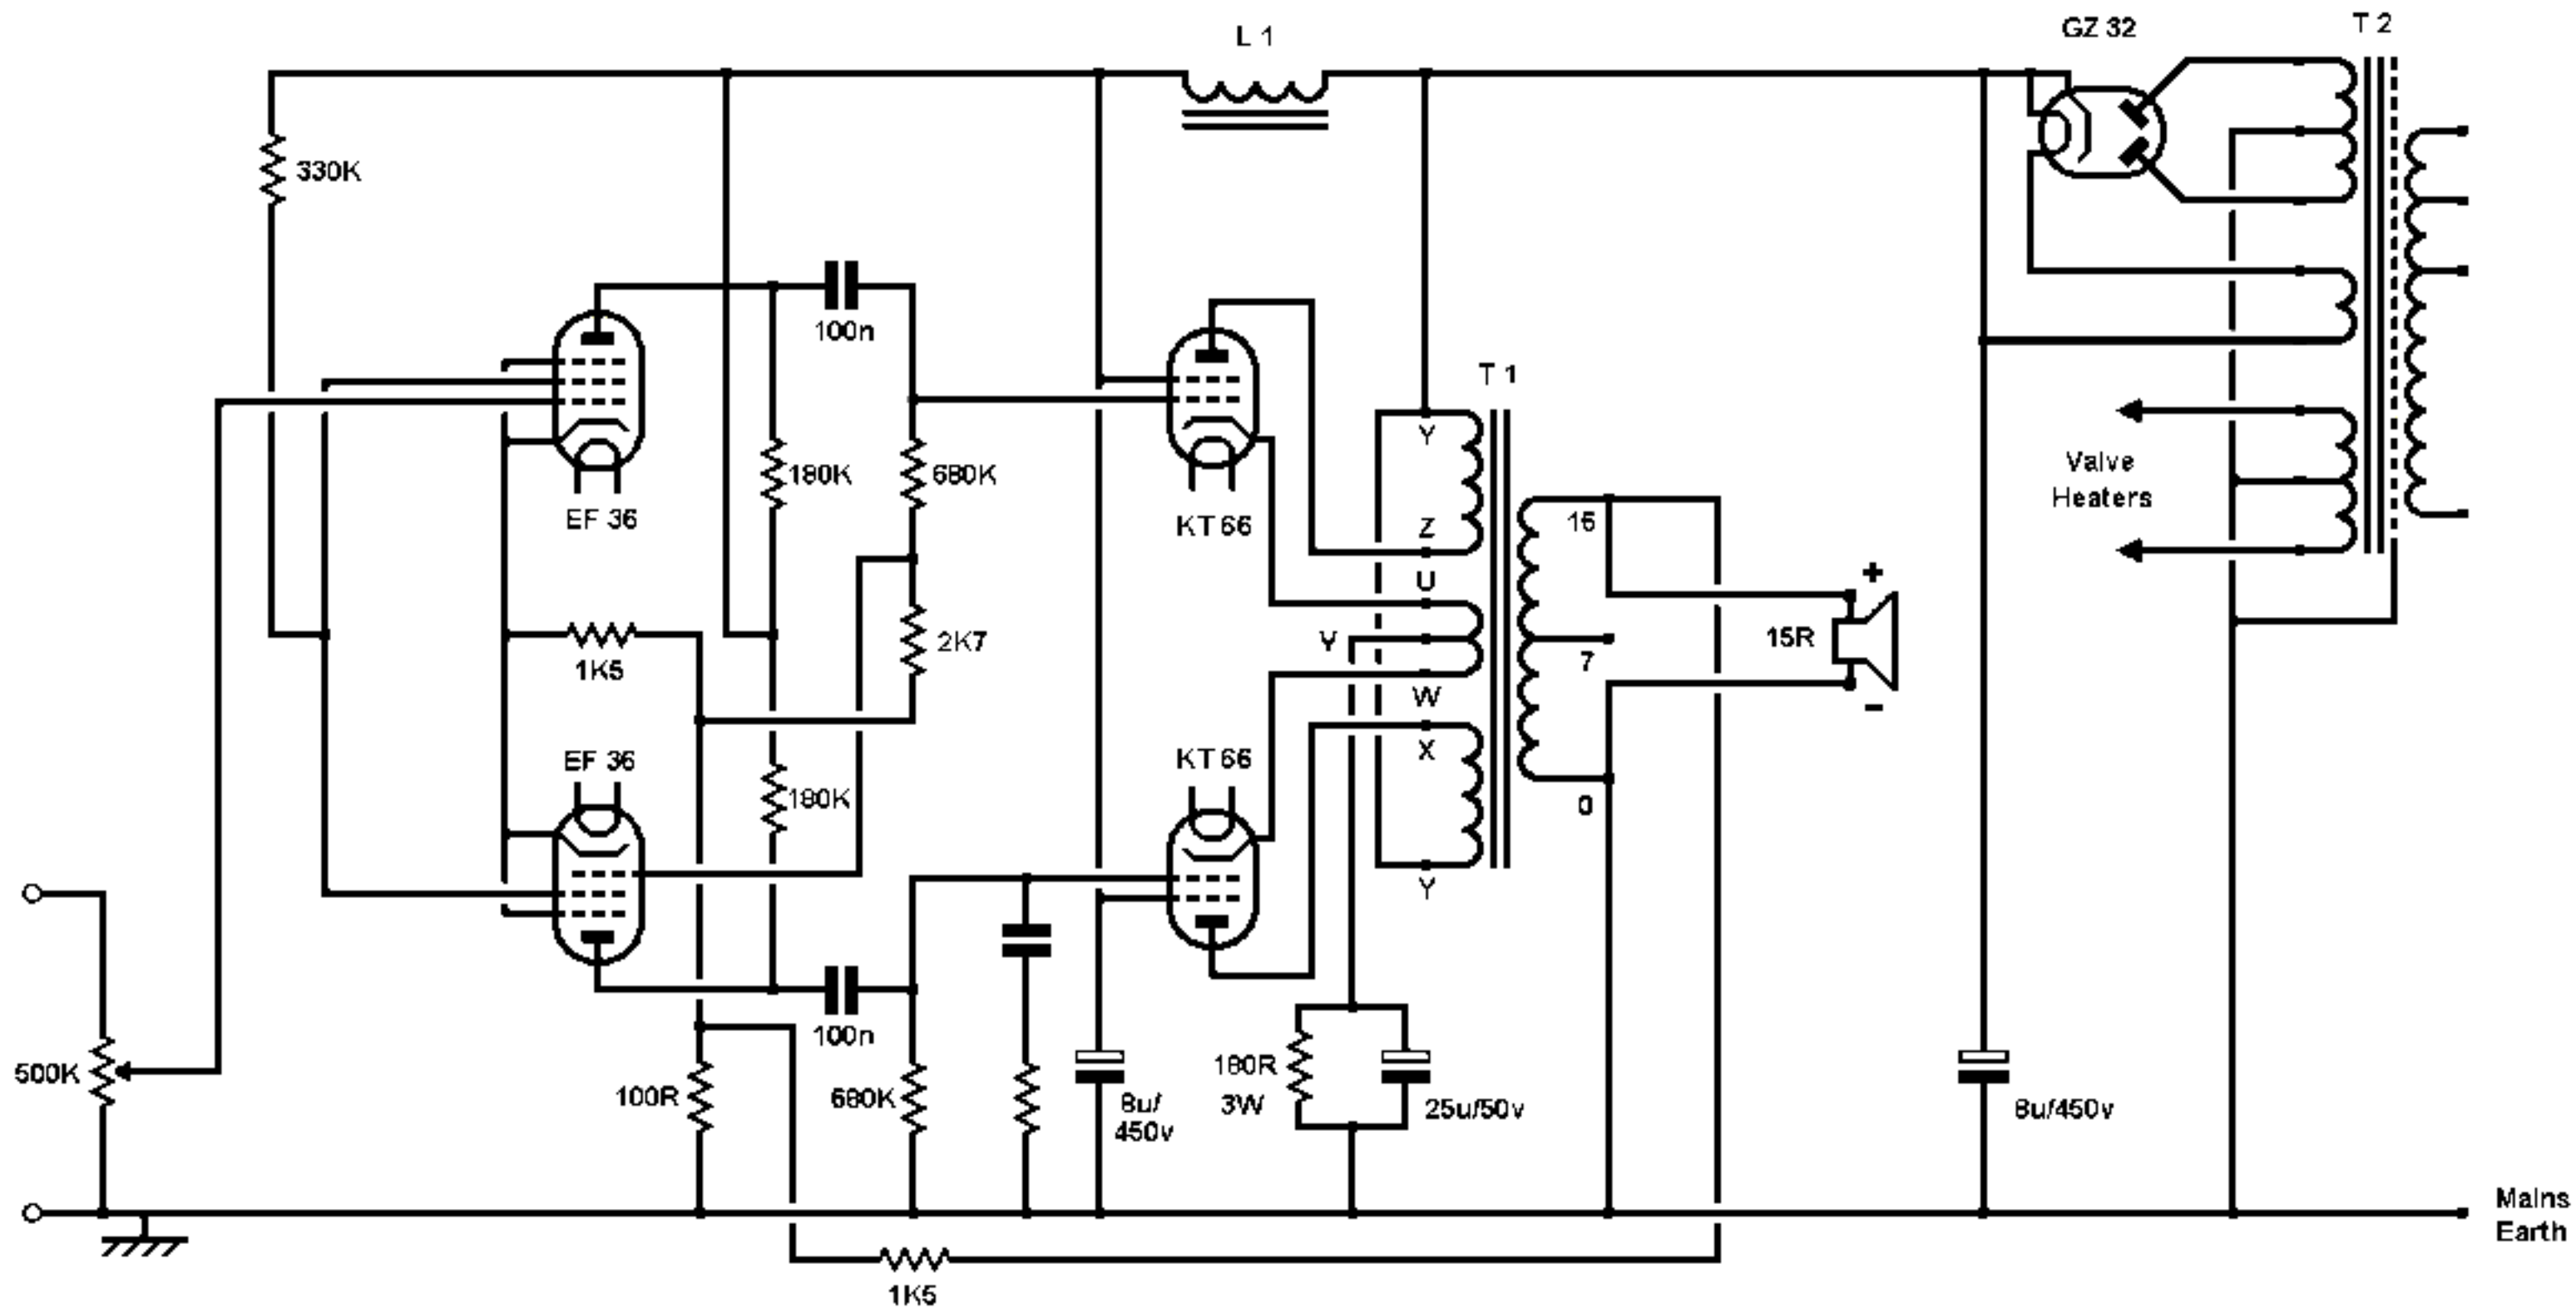 L 1
GZ 32
T 2
330K
100n
T 1
Y
180K
680K
Valve
Heaters
EF 36
KT 66
Z
15
U
1K5
2K7
V
7
15R
+
-
W
EF 36
KT 66
X
180K
0
Y
100n
500K
100R
680K
8u/
450v
180R
3W
25u/50v
8u/450v
Mains
Earth
1K5